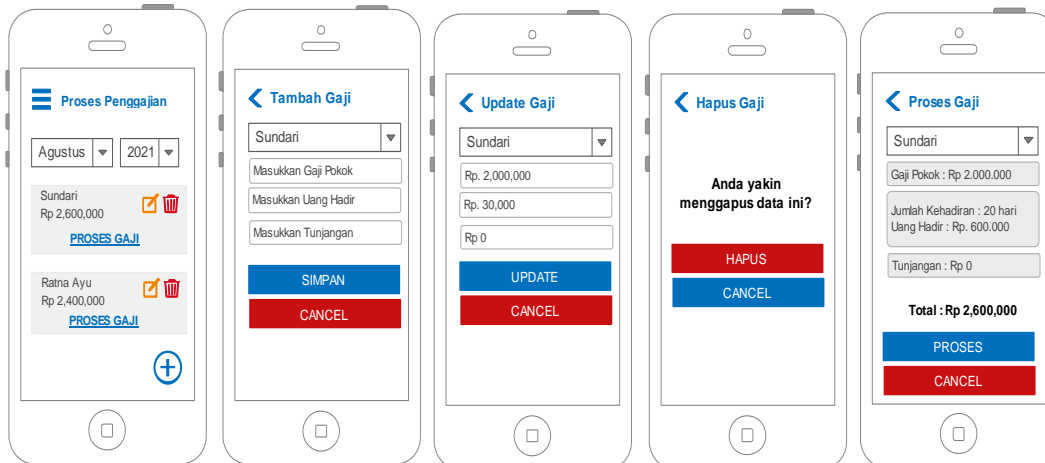 Proses Penggajian
Agustus
2021
Sundari
Rp 2,600,000
PROSES GAJI
Ratna Ayu
Rp 2,400,000
PROSES GAJI
Tambah Gaji
Sundari
Masukkan Gaji Pokok
Masukkan Uang Hadir
Masukkan Tunjangan
SIMPAN
CANCEL
Update Gaji
Sundari
Rp. 2,000,000
Rp. 30,000
Rp 0
UPDATE
CANCEL
Hapus Gaji
Anda yakin
menggapus data ini?
HAPUS
CANCEL
Proses Gaji
Sundari
Gaji Pokok : Rp 2.000.000
Jumlah Kehadiran : 20 hari
Uang Hadir : Rp. 600.000
Tunjangan : Rp 0
Total : Rp 2,600,000
PROSES
CANCEL